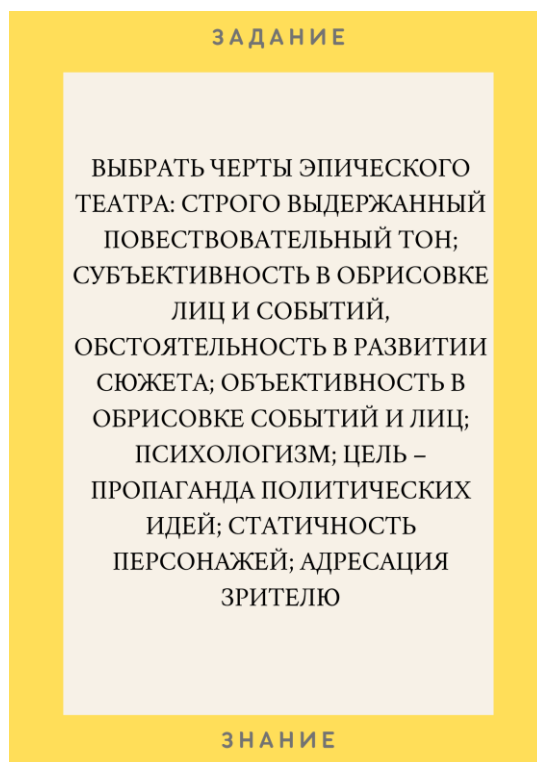 ЗАДАНИЕ
ВЫБРАТЬ ЧЕРТЫ ЭПИЧЕСКОГО
ТЕАТРА: СТРОГО ВЫДЕРЖАННЫЙ
ПОВЕСТВОВАТЕЛЬНЫЙ ТОН;
СУБЪЕКТИВНОСТЬ В ОБРИСОВКЕ
ЛИЦ И СОБЫТИЙ,
ОБСТОЯТЕЛЬНОСТЬ В РАЗВИТИИ
СЮЖЕТА; ОБЪЕКТИВНОСТЬ В
ОБРИСОВКЕ СОБЫТИЙ И ЛИЦ;
ПСИХОЛОГИЗМ; ЦЕЛЬ –
ПРОПАГАНДА ПОЛИТИЧЕСКИХ
ИДЕЙ; СТАТИЧНОСТЬ
ПЕРСОНАЖЕЙ; АДРЕСАЦИЯ
ЗРИТЕЛЮ
ЗНАНИЕ